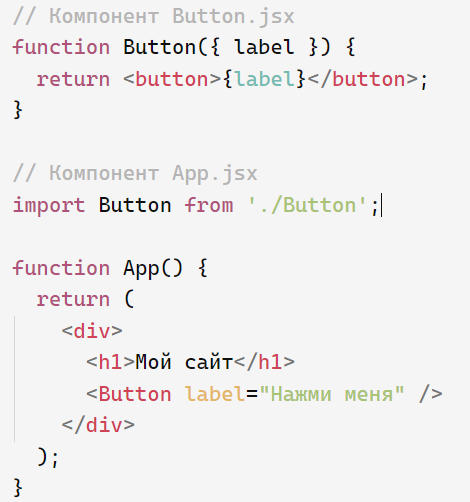 // Компонент Button.jsx
function Button({ label }) {
  return <button>{label}</button>;
}

// Компонент App.jsx
import Button from './Button';

function App() {
  return (
    <div>
      <h1>Мой сайт</h1>
      <Button label="Нажми меня" />
    </div>
  );
}